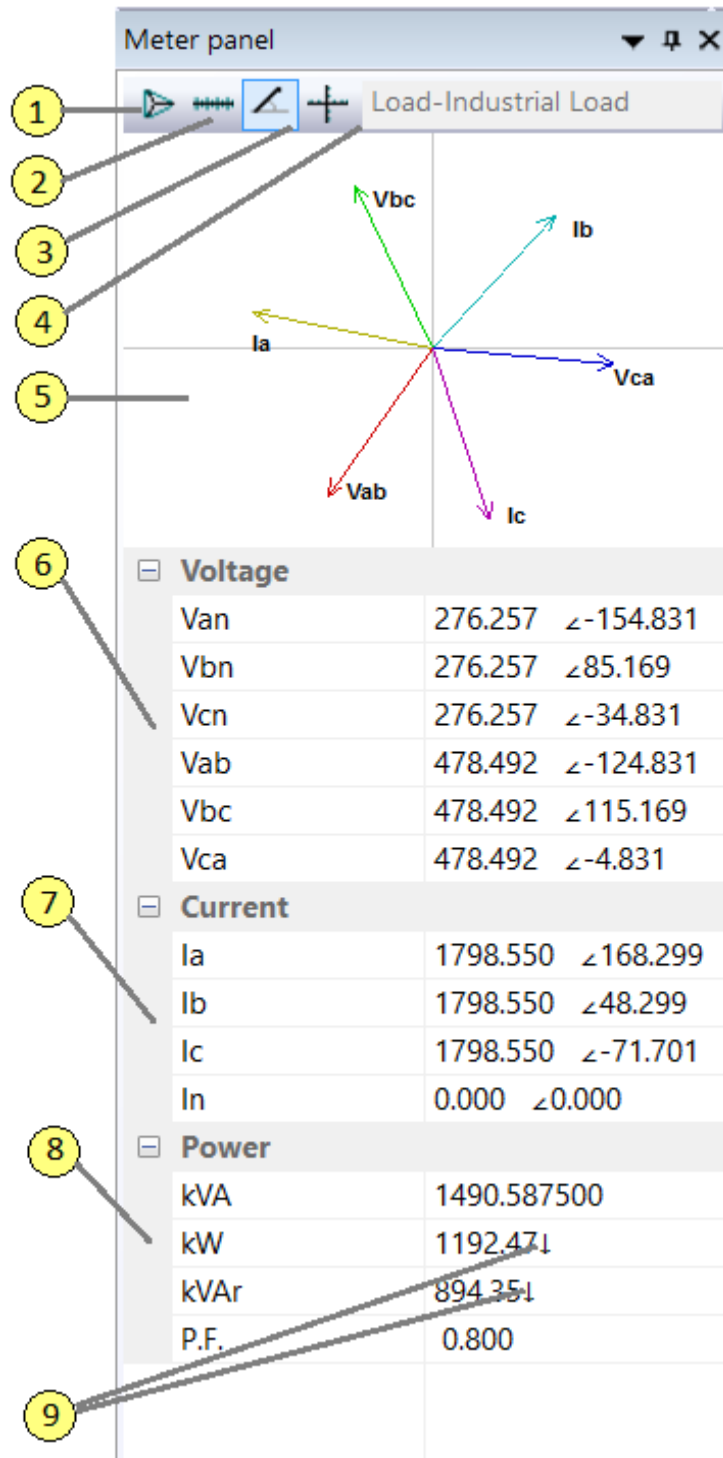 Meter panel
1
Load-Industrial Load
2
3
4
Vbc
Ib
Ia
Vca
5
Vab
Ic
6
Voltage
Van 276.257 ∠-154.831
Vbn 276.257 ∠85.169
Vcn 276.257 ∠-34.831
Vab 478.492 ∠-124.831
Vbc 478.492 ∠115.169
Vca 478.492 ∠-4.831
7
Current
Ia 1798.550 ∠168.299
Ib 1798.550 ∠48.299
Ic 1798.550 ∠-71.701
In 0.000 ∠0.000
8
Power
kVA 1490.587500
kW 1192.47↓
kVAr 894.35↓
P.F. 0.800
9